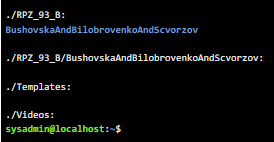 ./RPZ_93_B:
BushovskaAndBilobrovenkoAndScvorzov
./RPZ_93_B/BushovskaAndBilobrovenkoAndScvorzov:
./Templates:
./Videos:
sysadmin@localhost:~$